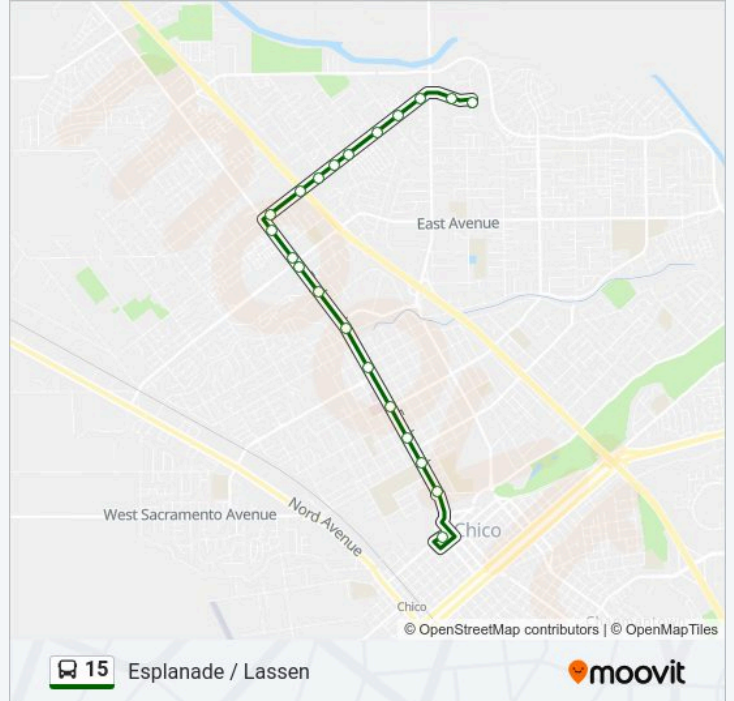 East Avenue
West Sacramento Avenue
Nord Avenue
Chico
Chico
© OpenStreetMap contributors | © OpenMapTiles
15 Esplanade / Lassen
moovit